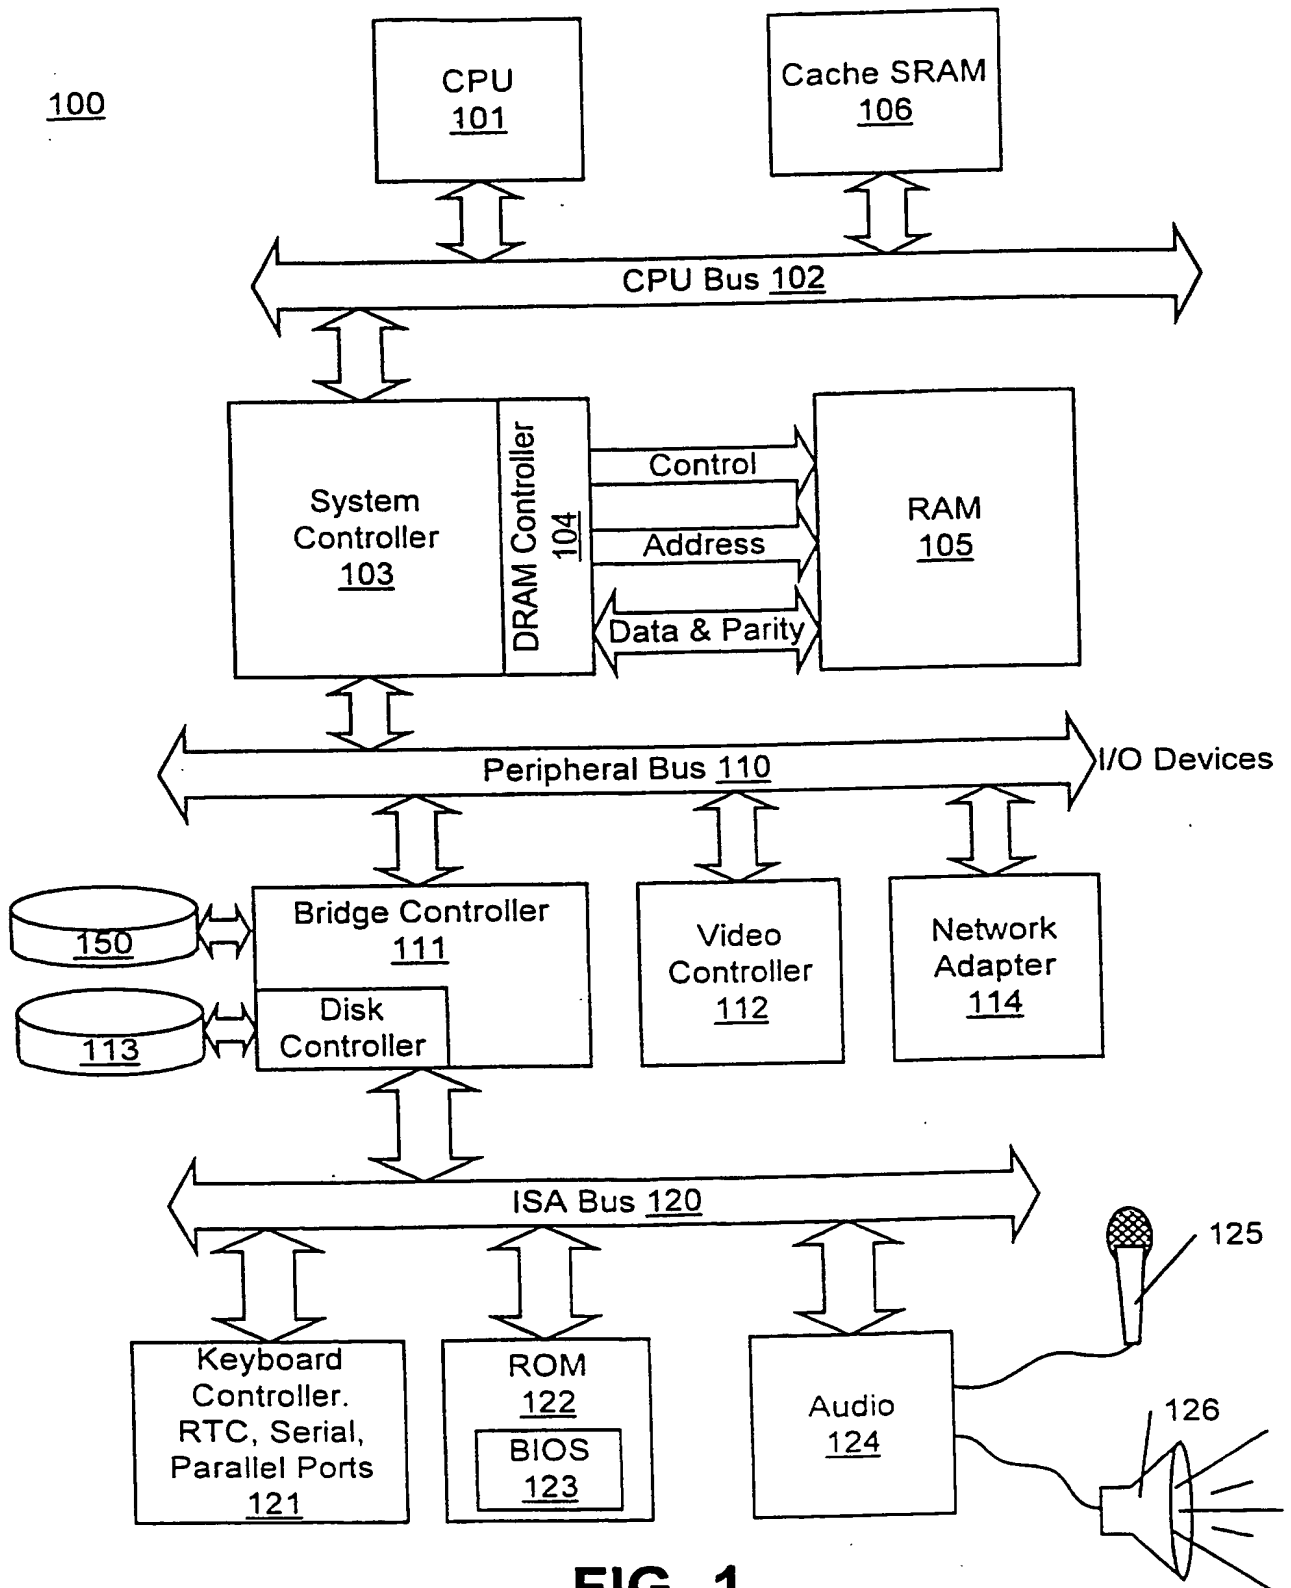 100
CPU
101
Cache SRAM
106
CPU Bus 102
System
Controller
103
DRAM Controller
104
Control
Address
Data & Parity
RAM
105
Peripheral Bus 110
I/O Devices
150
113
Bridge Controller
111
Disk
Controller
Video
Controller
112
Network
Adapter
114
ISA Bus 120
Keyboard
Controller.
RTC, Serial,
Parallel Ports
121
ROM
122
BIOS
123
Audio
124
125
126
FIG. 1